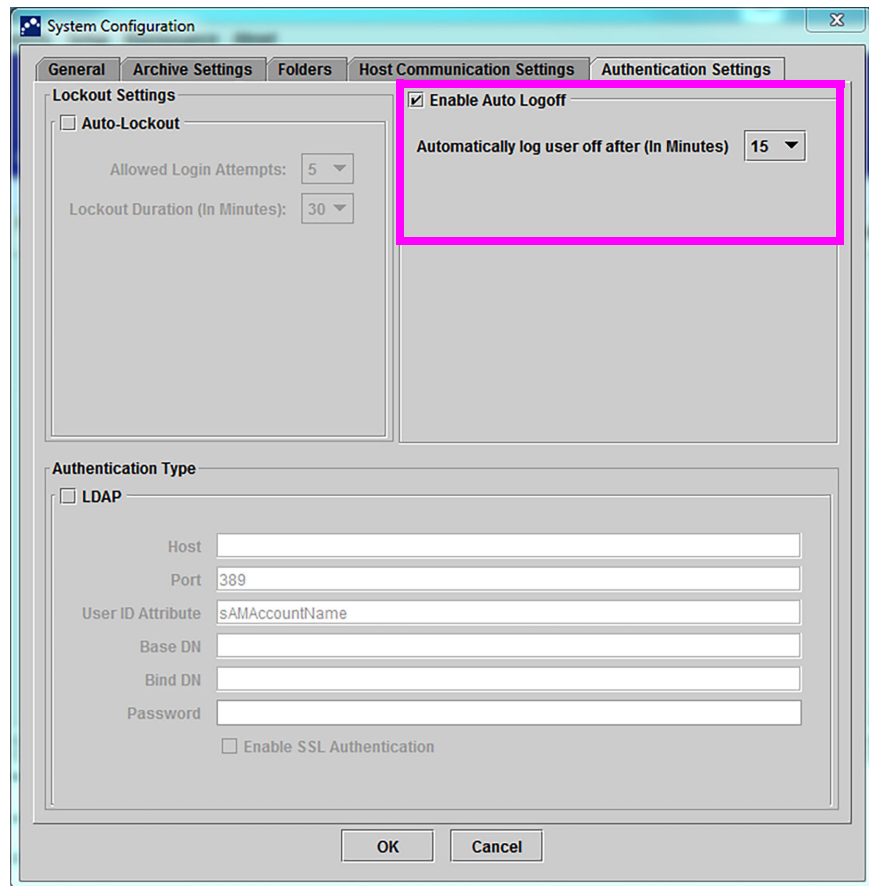 System Configuration
General Archive Settings Folders Host Communication Settings Authentication Settings
Lockout Settings
Auto-Lockout
Allowed Login Attempts: 5
Lockout Duration (In Minutes): 30
Enable Auto Logoff
Automatically log user off after (In Minutes) 15
Authentication Type
LDAP
Host
Port 389
User ID Attribute sAMAccountName
Base DN
Bind DN
Password
Enable SSL Authentication
OK Cancel